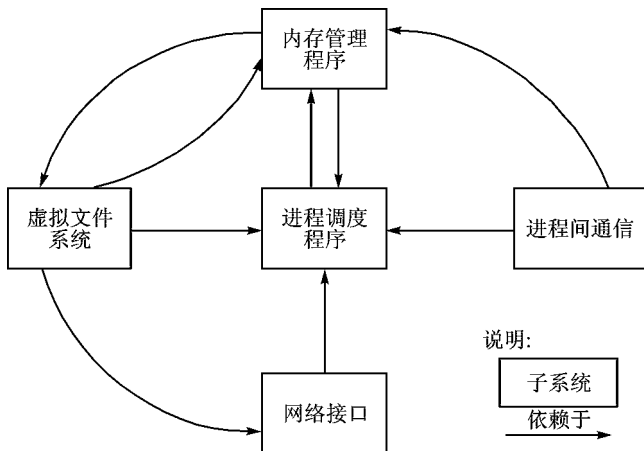 内存管理
程序
虚拟文件
系统
进程调度
程序
进程间通信
网络接口
说明:
子系统
依赖于